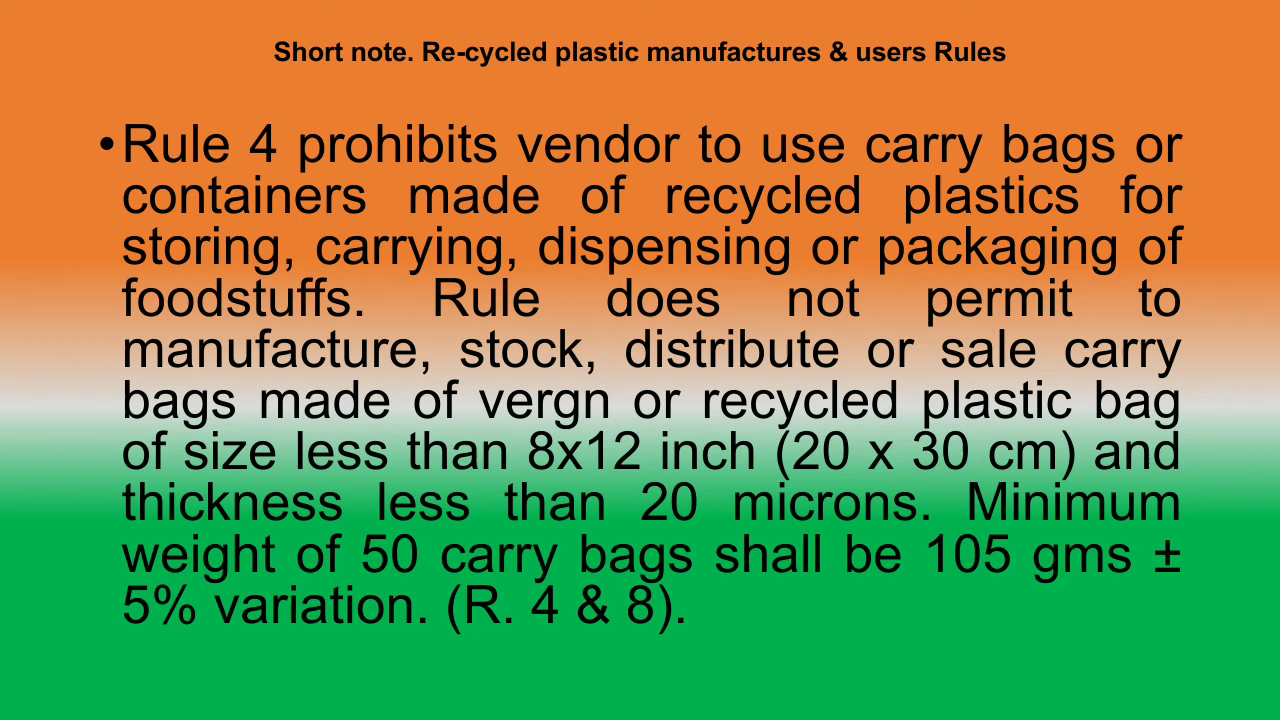 Short note. Re-cycled plastic manufactures & users Rules
•Rule 4 prohibits vendor to use carry bags or
containers made of recycled plastics for
storing, carrying, dispensing or packaging of
foodstuffs. Rule does not permit to
manufacture, stock, distribute or sale carry
bags made of vergn or recycled plastic bag
of size less than 8x12 inch (20 x 30 cm) and
thickness less than 20 microns. Minimum
weight of 50 carry bags shall be 105 gms ±
5% variation. (R. 4 & 8).